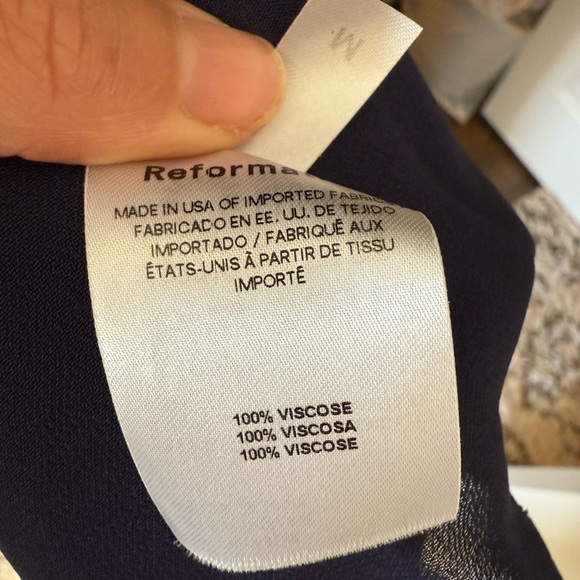 M
Reforma
MADE IN USA OF IMPORTED FABRIC
FABRICADO EN EE. UU. DE TEJIDO
IMPORTADO / FABRIQUÉ AUX
ÉTATS-UNIS À PARTIR DE TISSU
IMPORTÉ
100% VISCOSE
100% VISCOSA
100% VISCOSE